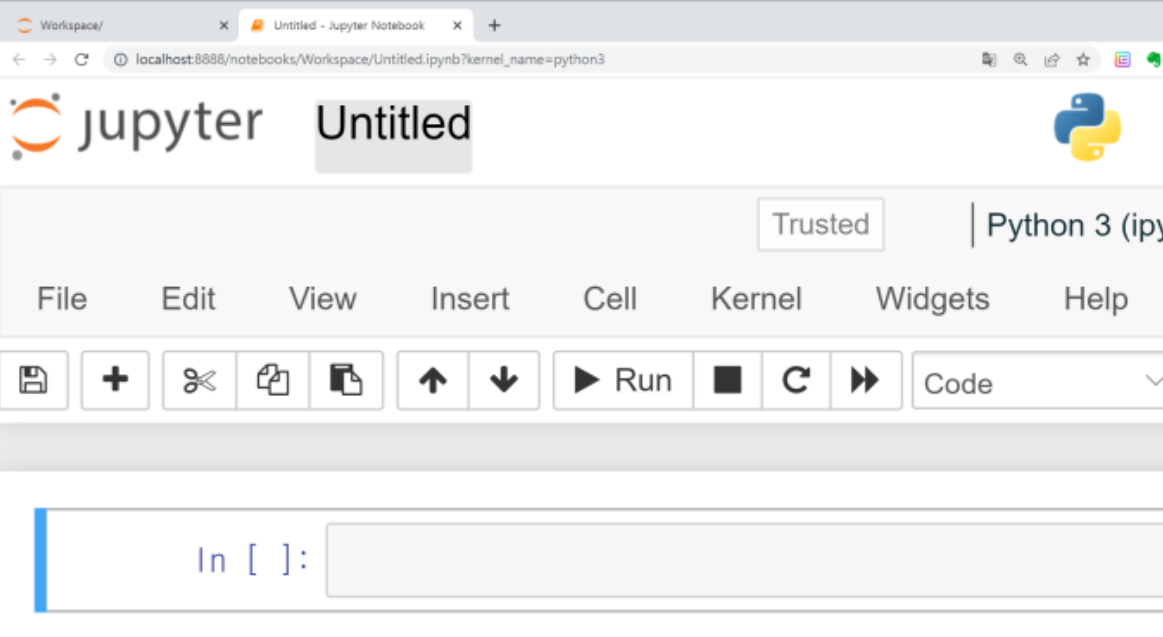 Workspace/ Untitled - Jupyter Notebook
localhost:8888/notebooks/Workspace/Untitled.ipynb?kernel_name=python3
jupyter Untitled
Trusted Python 3 (ipy
File Edit View Insert Cell Kernel Widgets Help
Run Code
In [ ]: